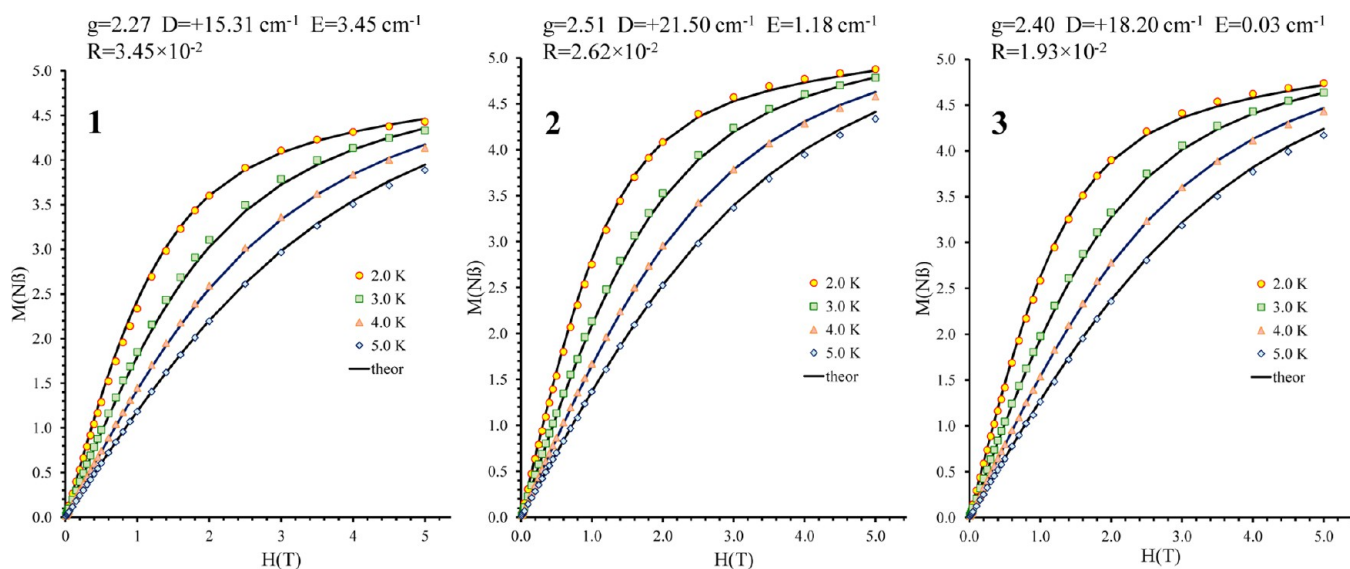 g=2.27 D=+15.31 cm⁻¹ E=3.45 cm⁻¹
R=3.45×10⁻²
1
M(Nß)
5.0
4.5
4.0
3.5
3.0
2.5
2.0
1.5
1.0
0.5
0.0
2.0 K
3.0 K
4.0 K
5.0 K
theor
0.0 1 2 3 4 5
H(T)
g=2.51 D=+21.50 cm⁻¹ E=1.18 cm⁻¹
R=2.62×10⁻²
2
M(Nß)
5.0
4.5
4.0
3.5
3.0
2.5
2.0
1.5
1.0
0.5
0.0
2.0 K
3.0 K
4.0 K
5.0 K
theor
0.0 1.0 2.0 3.0 4.0 5.0
H(T)
g=2.40 D=+18.20 cm⁻¹ E=0.03 cm⁻¹
R=1.93×10⁻²
3
M(Nß)
5.0
4.5
4.0
3.5
3.0
2.5
2.0
1.5
1.0
0.5
0.0
2.0 K
3.0 K
4.0 K
5.0 K
theor
0.0 1.0 2.0 3.0 4.0 5.0
H(T)